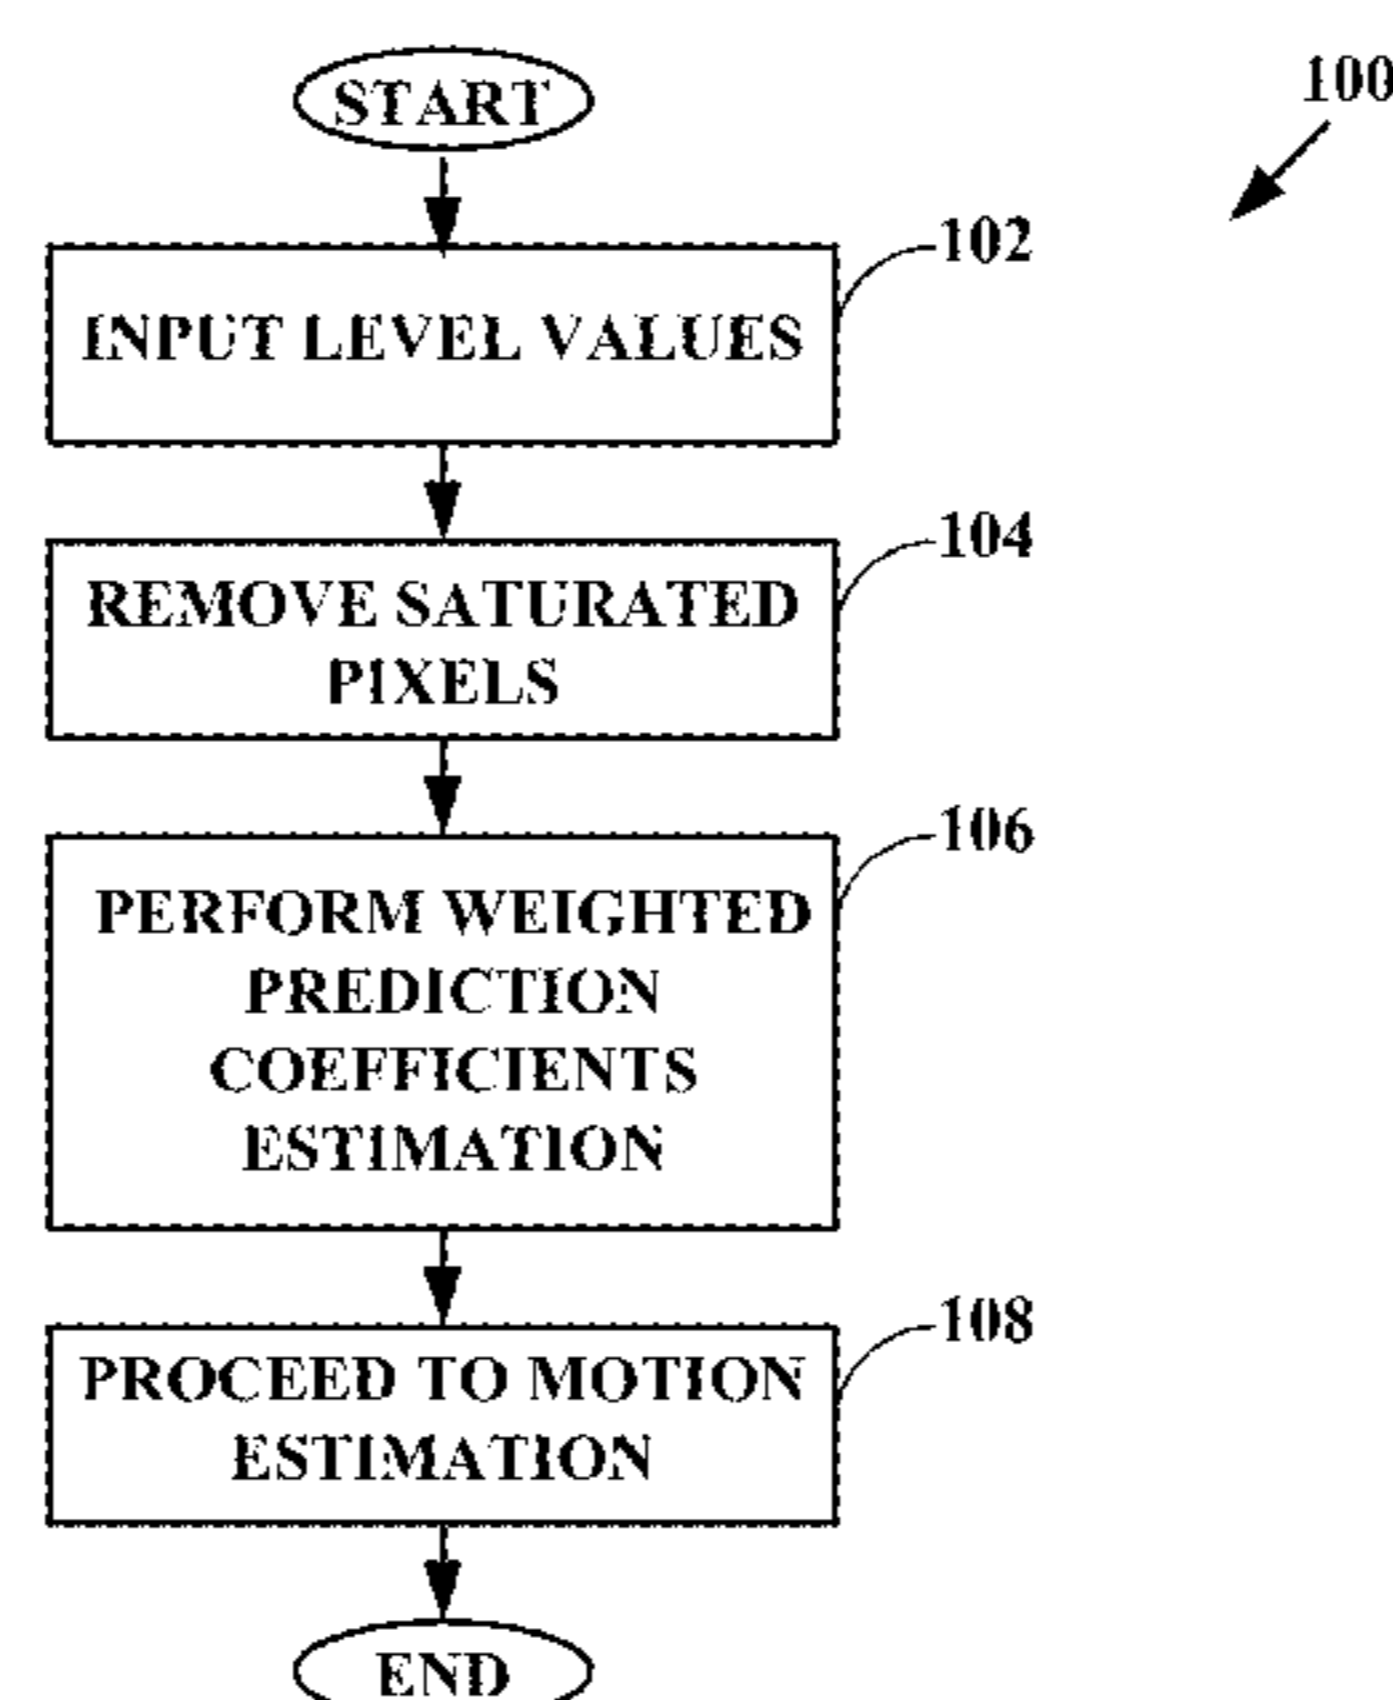 START
100
102
INPUT LEVEL VALUES
104
REMOVE SATURATED
PIXELS
106
PERFORM WEIGHTED
PREDICTION
COEFFICIENTS
ESTIMATION
108
PROCEED TO MOTION
ESTIMATION
END